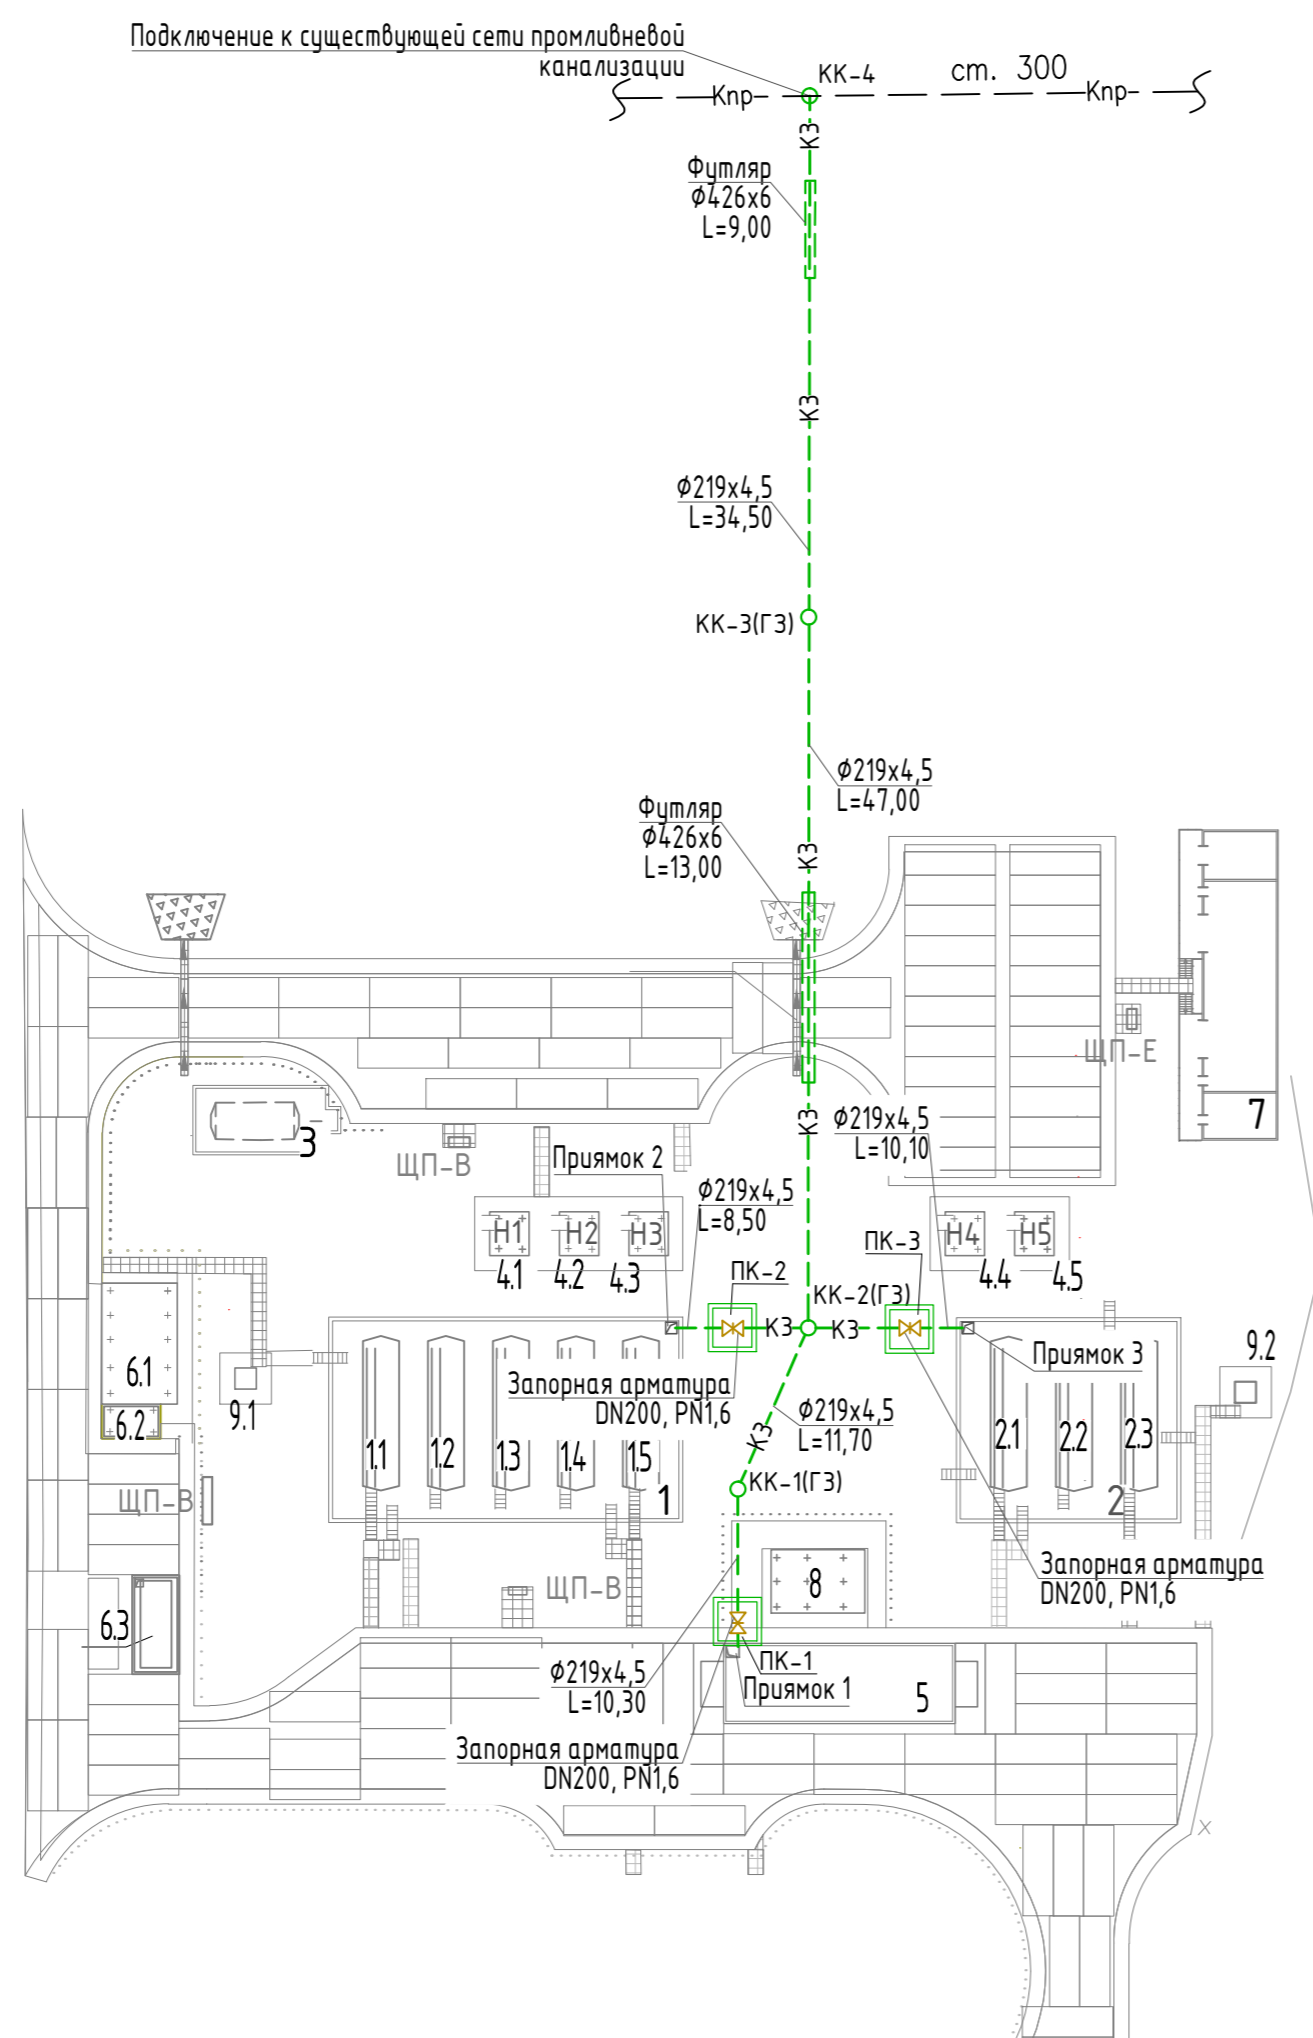 Подключение к существующей сети промливневой
канализации
КК-4
ст. 300
Кпр-
Кпр-
К3
Футляр
Ф426х6
L=9,00
К3
Ф219х4,5
L=34,50
КК-3(ГЗ)
Ф219х4,5
L=47,00
Футляр
Ф426х6
L=13,00
К3
ЩП-Е
7
К3
Ф219х4,5
L=10,10
3
ЩП-В
Приямок 2
Ф219х4,5
L=8,50
Н1
Н2
Н3
Н4
Н5
4.1
4.2
4.3
4.4
4.5
ПК-3
ПК-2
КК-2(ГЗ)
К3
К3
Приямок 3
9.2
6.1
6.2
9.1
Запорная арматура
DN200, PN1,6
Ф219х4,5
L=11,70
К3
1.1
1.2
1.3
1.4
1.5
2.1
2.2
2.3
КК-1(ГЗ)
1
2
ЩП-В
ЩП-В
8
Запорная арматура
DN200, PN1,6
6.3
ПК-1
Приямок 1
5
Ф219х4,5
L=10,30
Запорная арматура
DN200, PN1,6